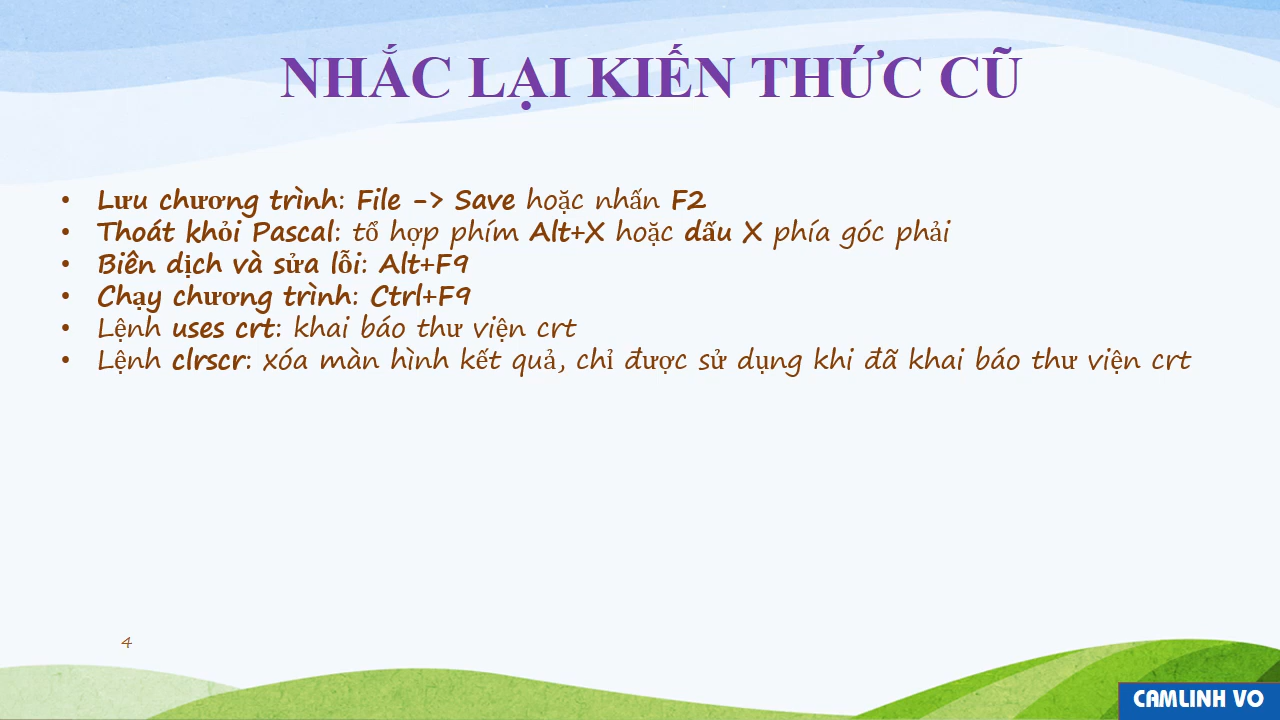 NHẮC LẠI KIẾN THỨC CŨ
• Lưu chương trình: File -> Save hoặc nhấn F2
• Thoát khỏi Pascal: tổ hợp phím Alt+X hoặc dấu X phía góc phải
• Biên dịch và sửa lỗi: Alt+F9
• Chạy chương trình: Ctrl+F9
• Lệnh uses crt: khai báo thư viện crt
• Lệnh clrscr: xóa màn hình kết quả, chỉ được sử dụng khi đã khai báo thư viện crt
4
CAMLINH VO